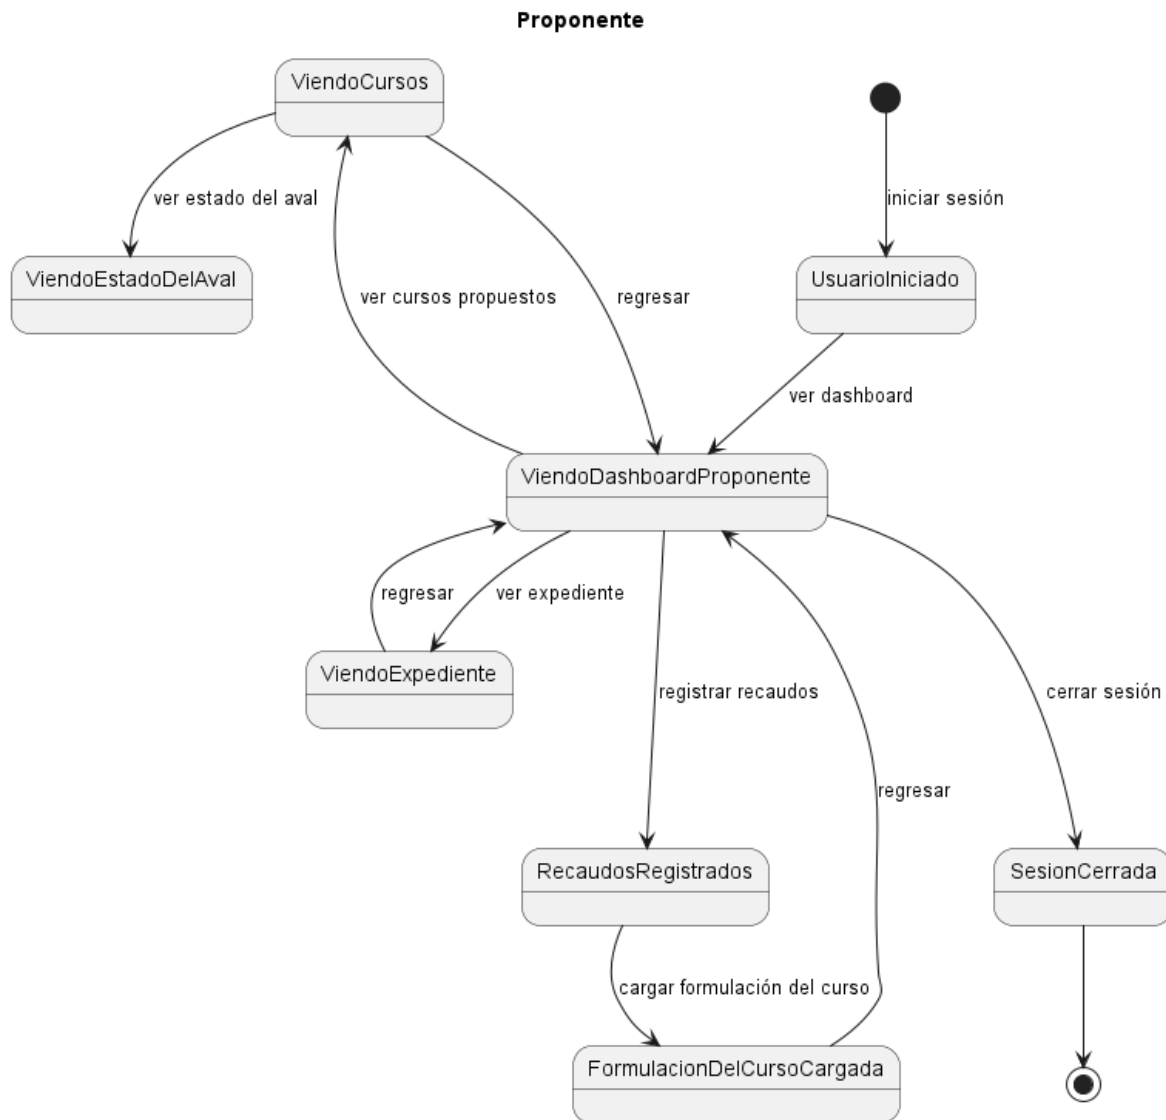 Proponente
ViendoCursos
ver estado del aval
iniciar sesión
ViendoEstadoDelAval
UsuarioIniciado
ver cursos propuestos
regresar
ver dashboard
ViendoDashboardProponente
regresar
ver expediente
ViendoExpediente
registrar recaudos
cerrar sesión
regresar
RecaudosRegistrados
SesionCerrada
cargar formulación del curso
FormulacionDelCursoCargada